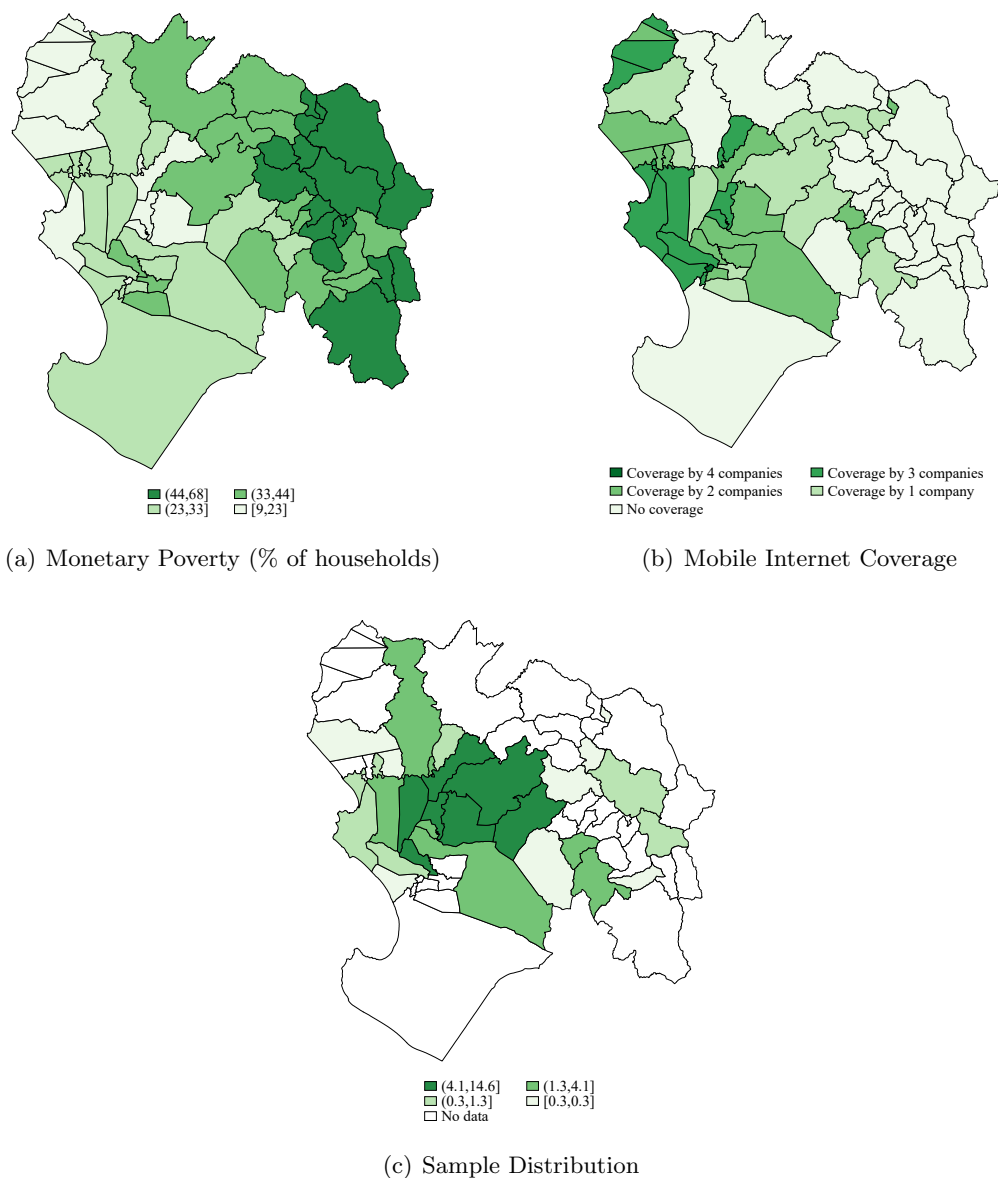 (44,68] (33,44]
(23,33] [9,23]
(a) Monetary Poverty (% of households)
Coverage by 4 companies Coverage by 3 companies
Coverage by 2 companies Coverage by 1 company
No coverage
(b) Mobile Internet Coverage
(4.1,14.6] (1.3,4.1]
(0.3,1.3] [0.3,0.3]
No data
(c) Sample Distribution